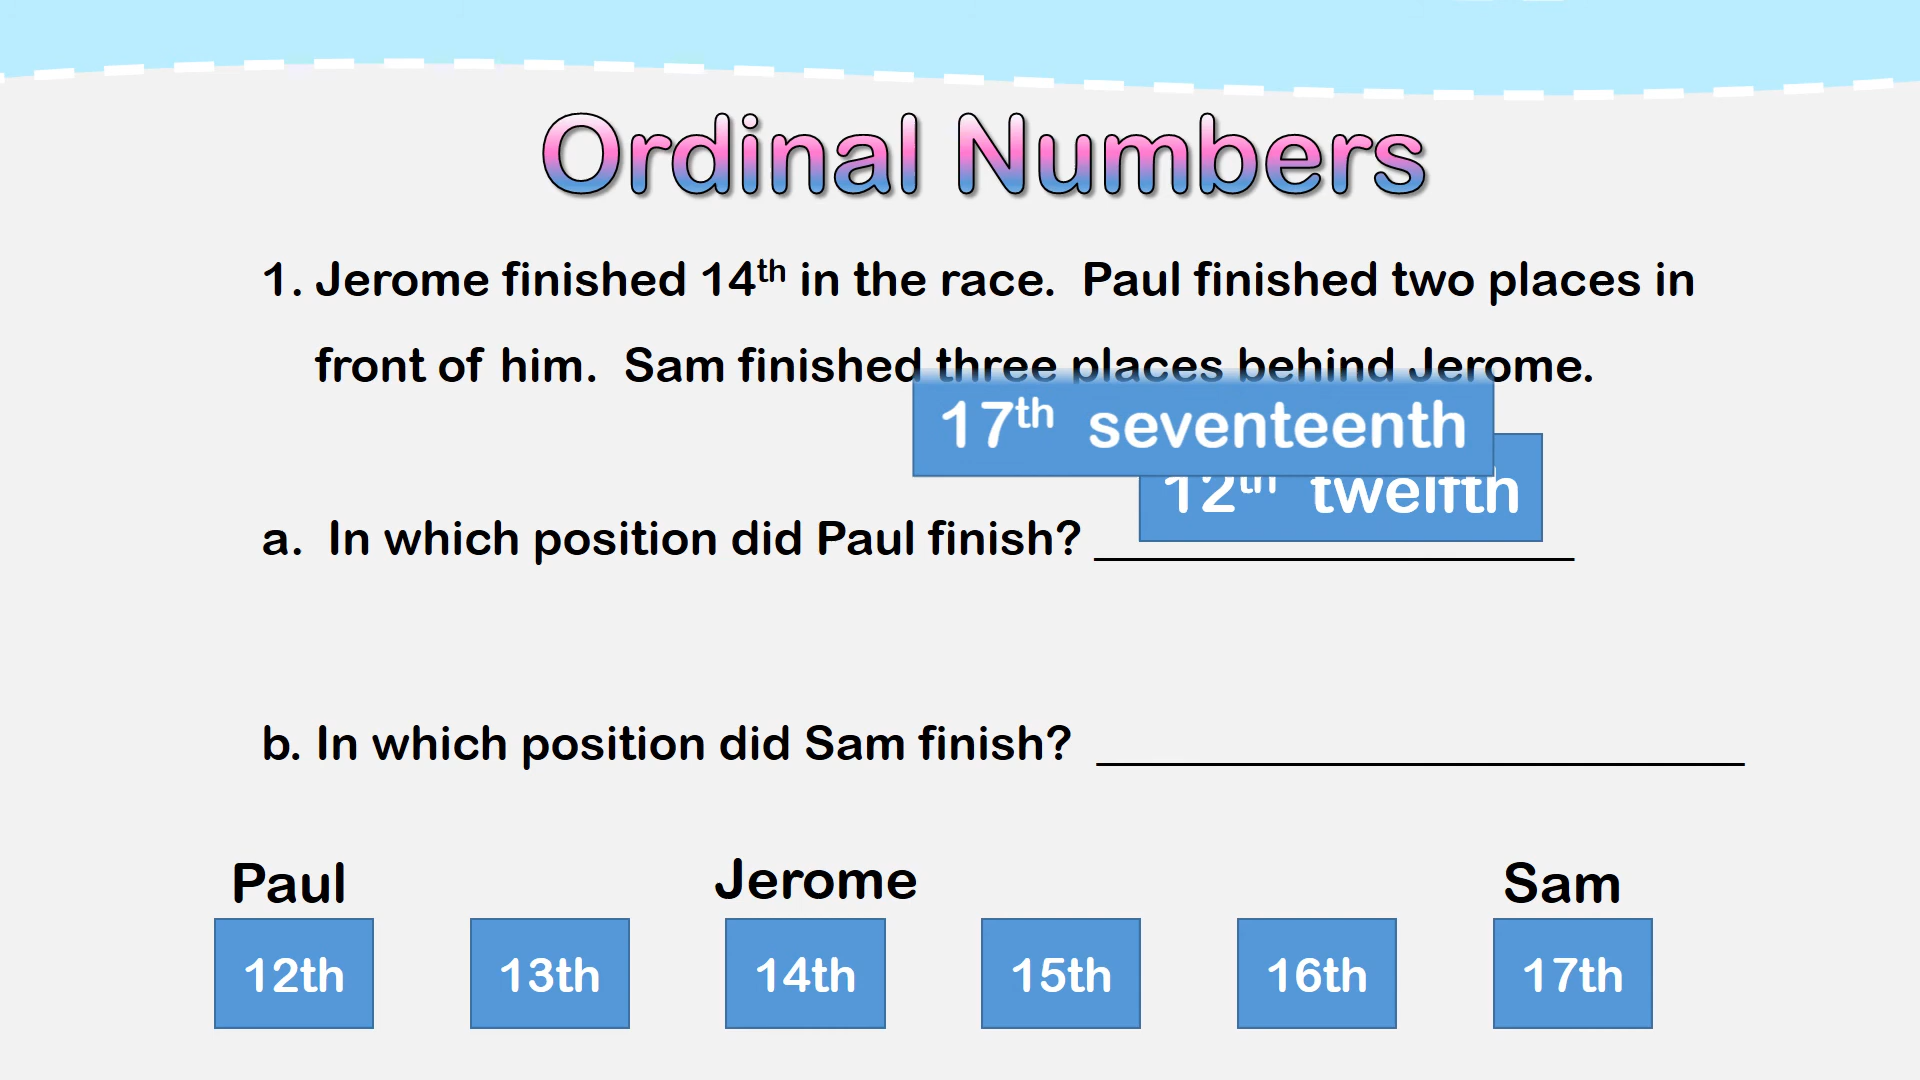 Ordinal Numbers
1. Jerome finished 14th in the race. Paul finished two places in
front of him. Sam finished three places behind Jerome.
17th seventeenth
12th twelfth
a. In which position did Paul finish? ____________________
b. In which position did Sam finish? ___________________________
Paul Jerome Sam
12th 13th 14th 15th 16th 17th